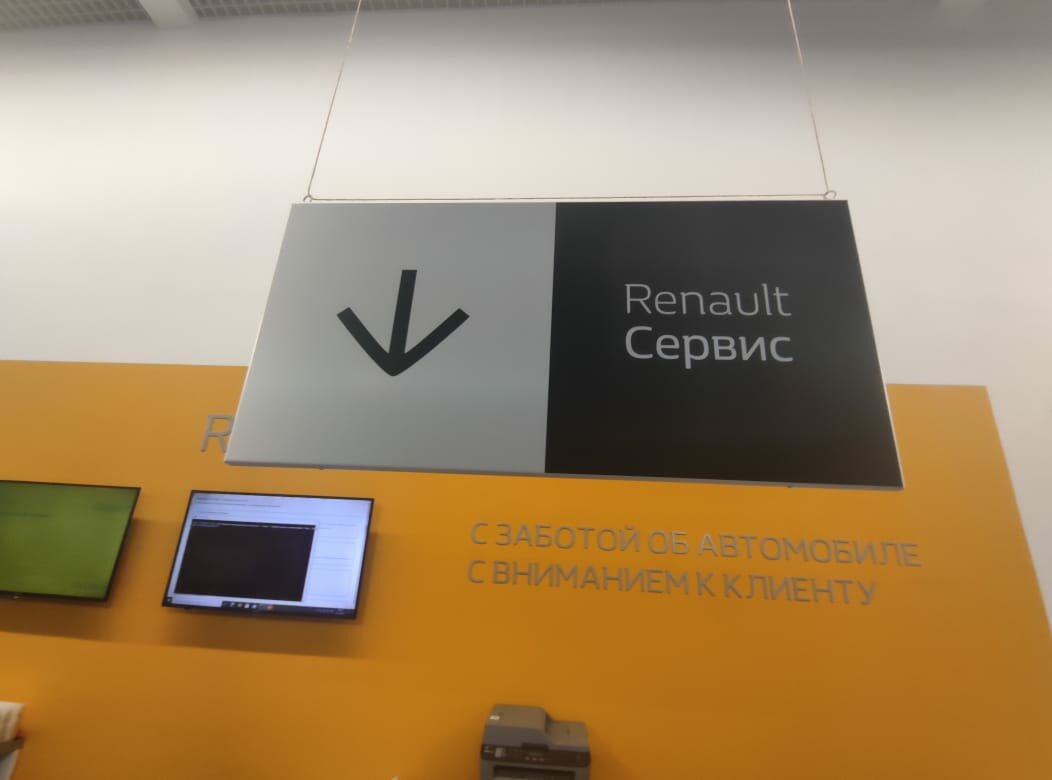 Renault
Сервис
R
С ЗАБОТОЙ ОБ АВТОМОБИЛЕ
С ВНИМАНИЕМ К КЛИЕНТУ